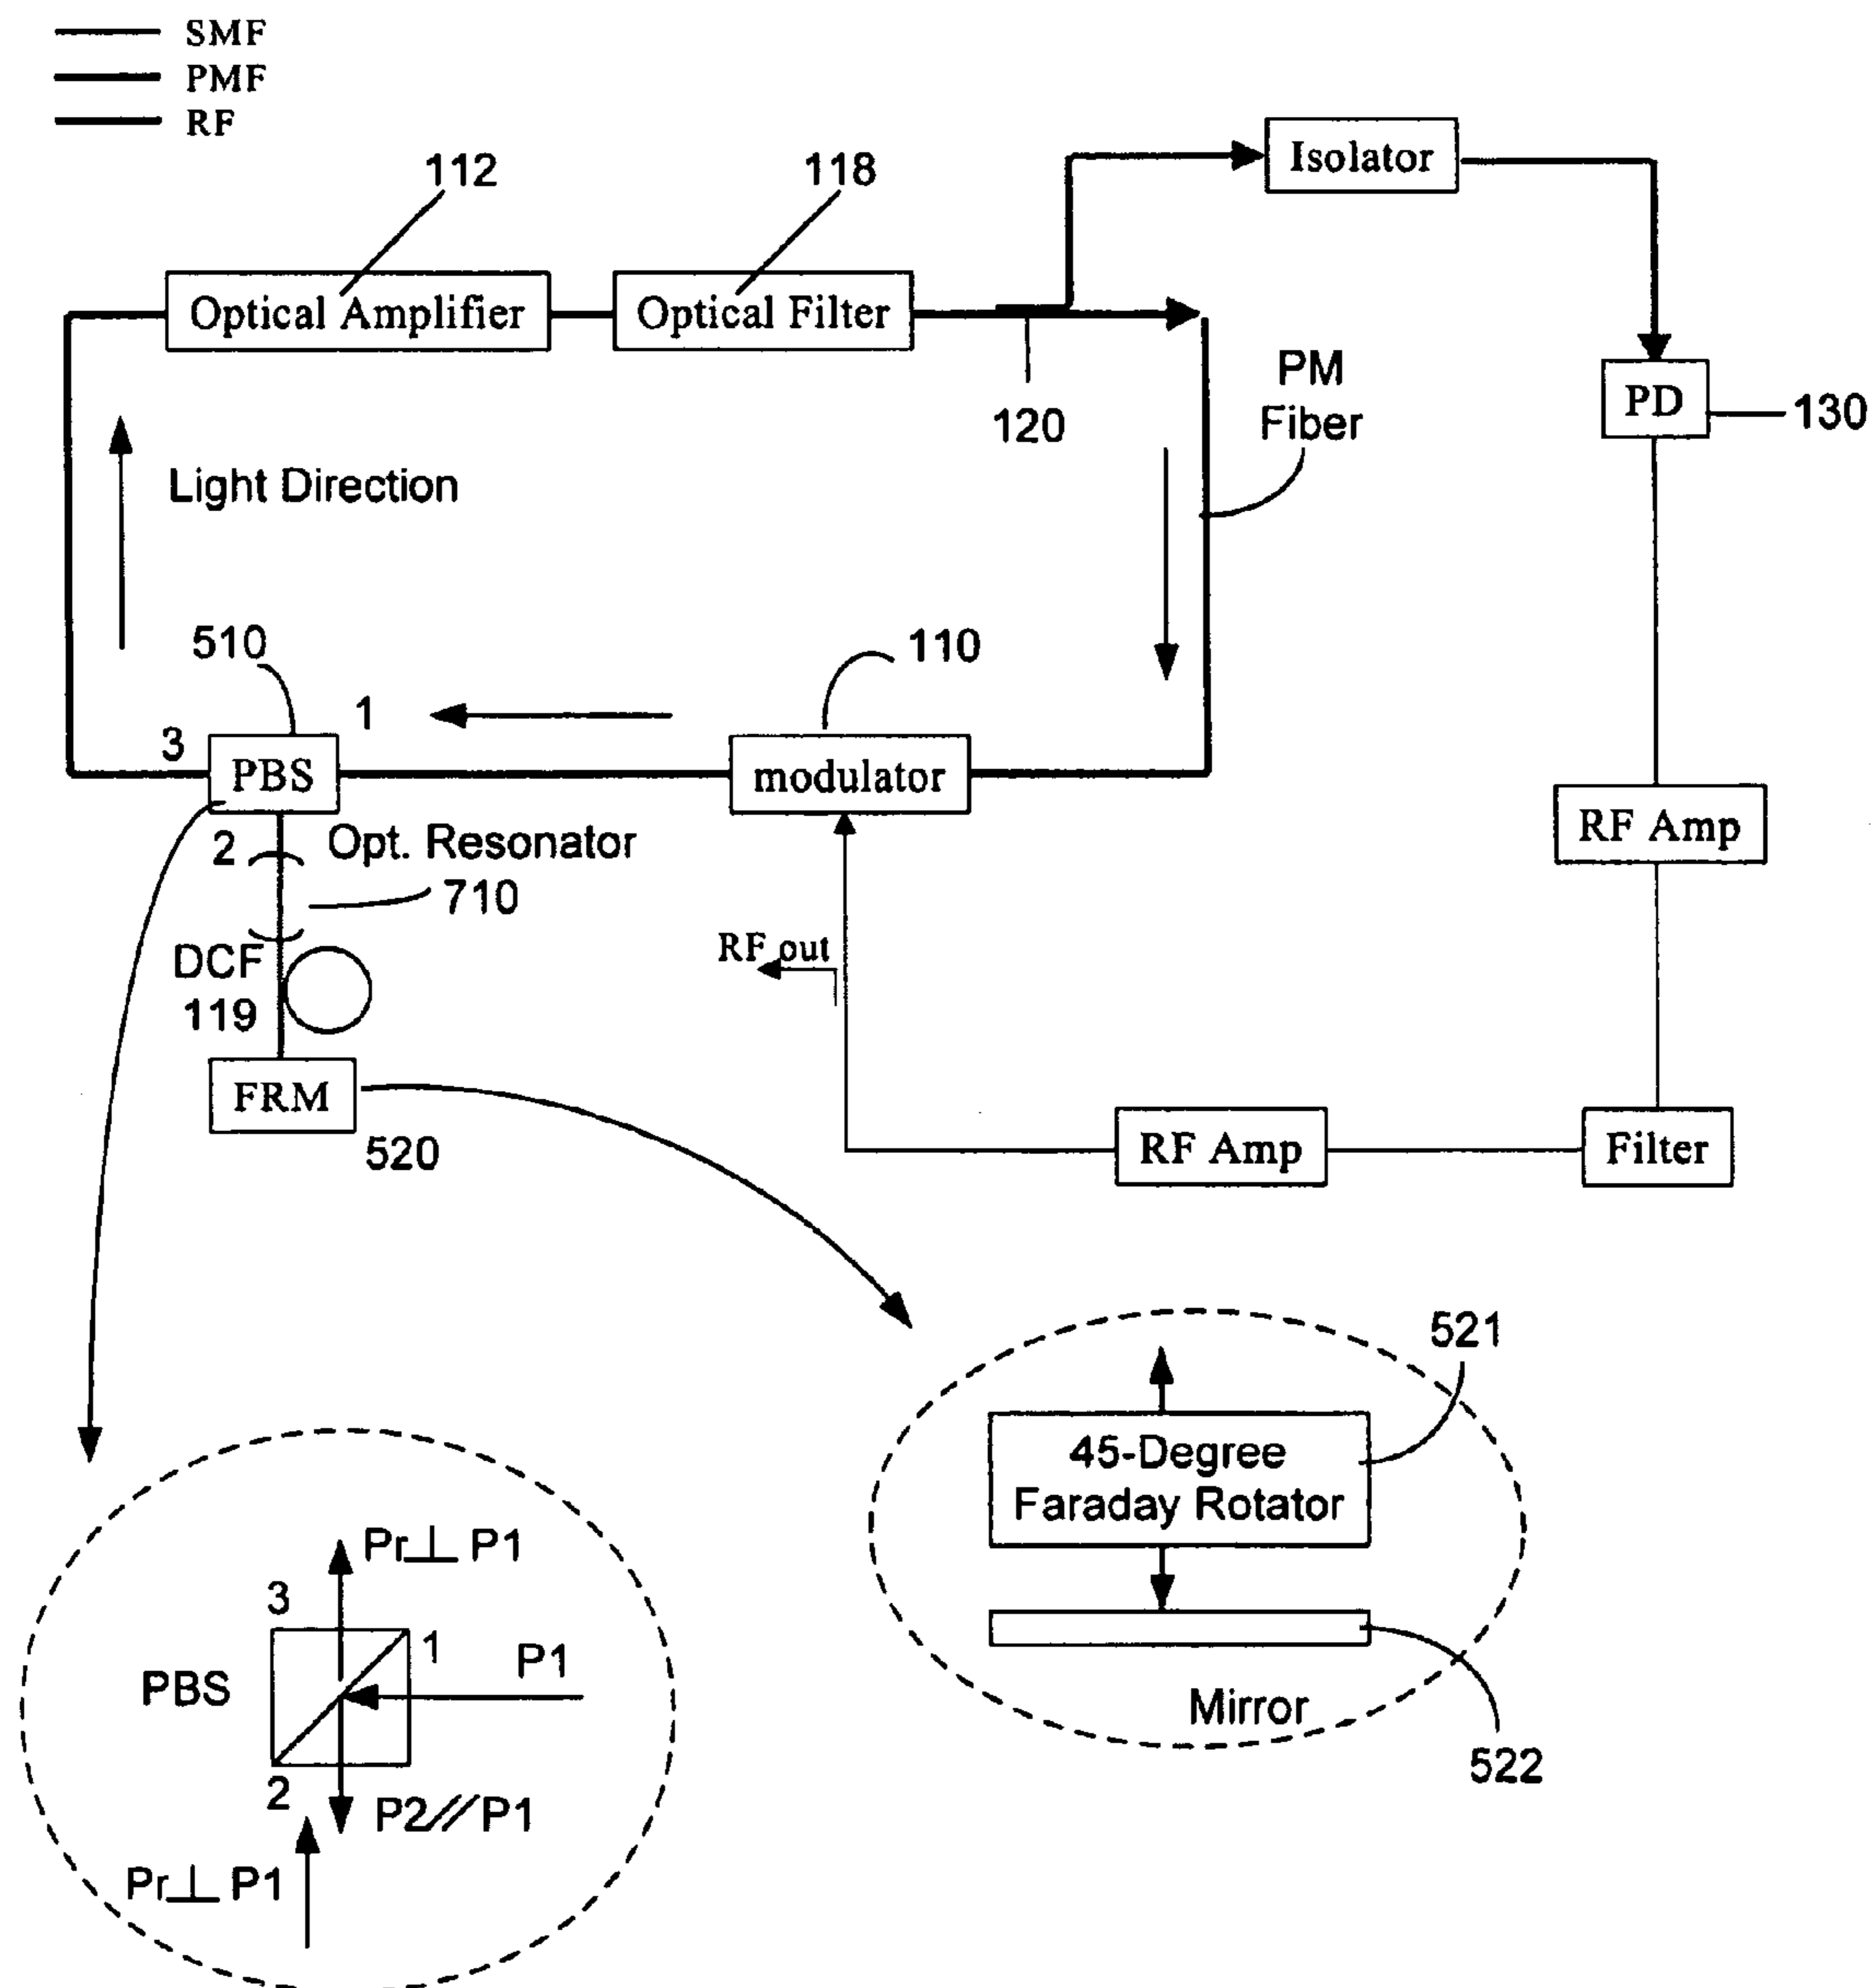 SMF
PMF
RF
112
118
Isolator
Optical Amplifier
Optical Filter
PM
Fiber
PD
130
120
Light Direction
510
110
1
3
PBS
modulator
2
Opt. Resonator
710
RF Amp
DCF
119
RF out
FRM
520
RF Amp
Filter
521
45-Degree
Faraday Rotator
Mirror
522
Pr⊥P1
3
1
P1
PBS
2
P2//P1
Pr⊥P1